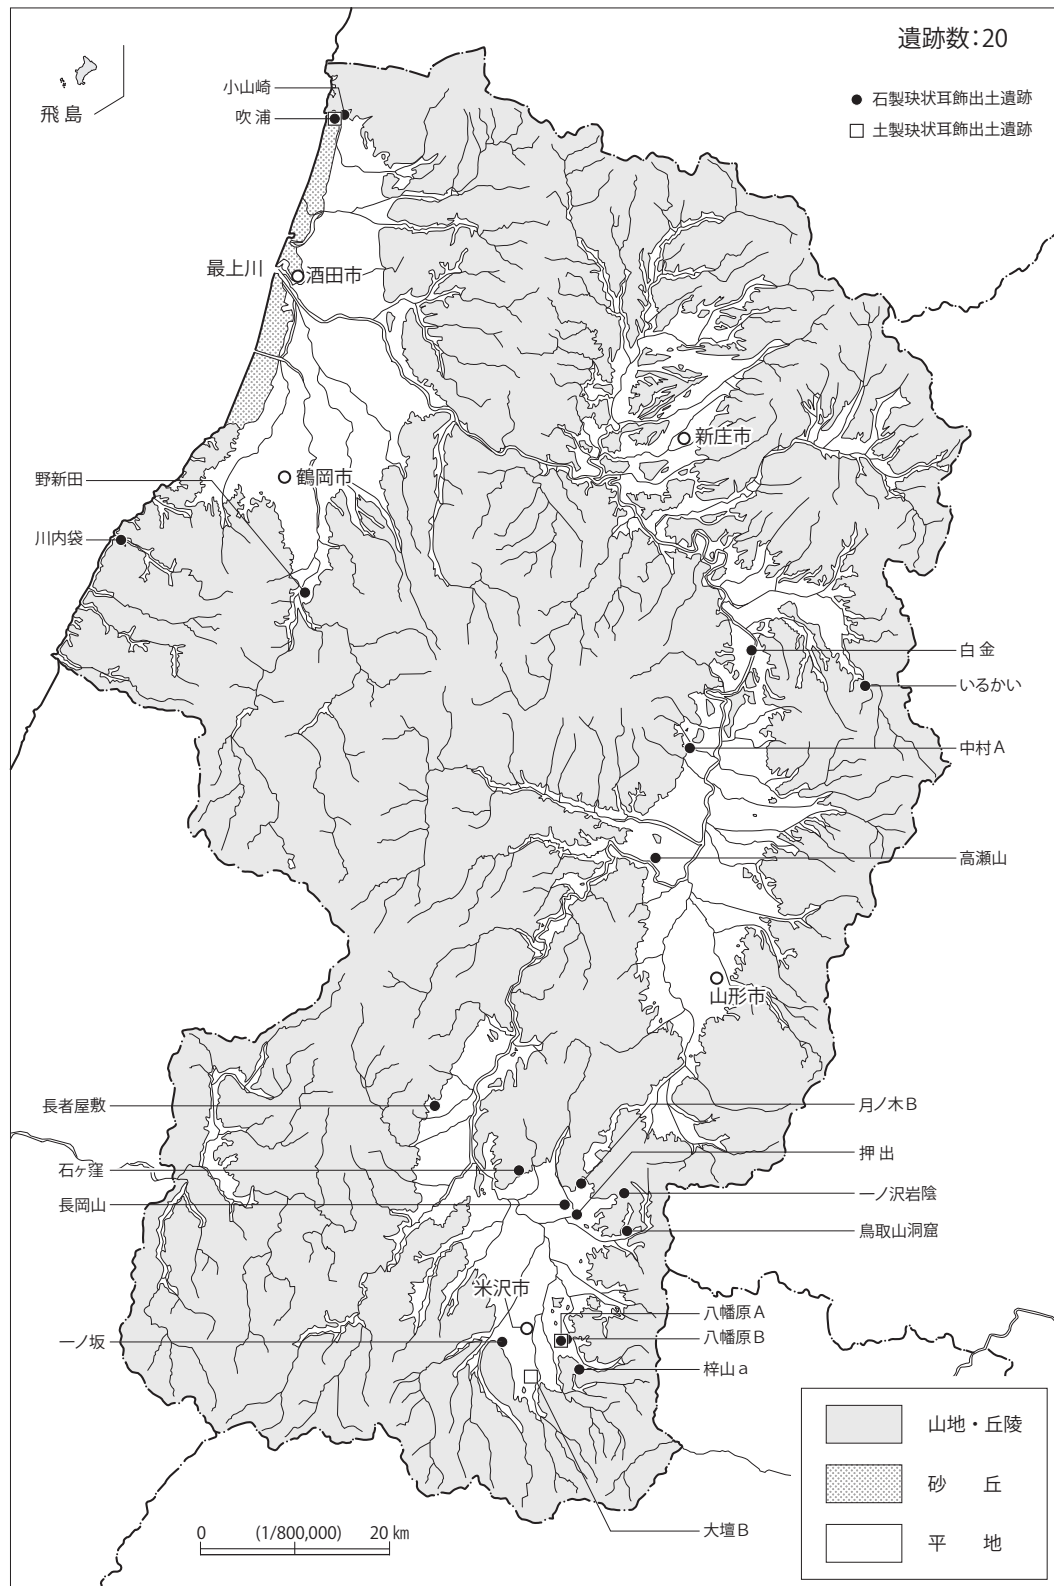 遺跡数：20
石製玦状耳飾出土遺跡
土製玦状耳飾出土遺跡
飛 島
小山崎
吹 浦
最上川
酒田市
新庄市
野新田
鶴岡市
川内袋
白 金
いるかい
中村A
高瀬山
山形市
長者屋敷
月ノ木B
押 出
石ヶ窪
一ノ沢岩陰
長岡山
鳥取山洞窟
米沢市
八幡原A
八幡原B
一ノ坂
梓山a
大壇B
山地・丘陵
砂 丘
平 地
0 (1/800,000) 20 km